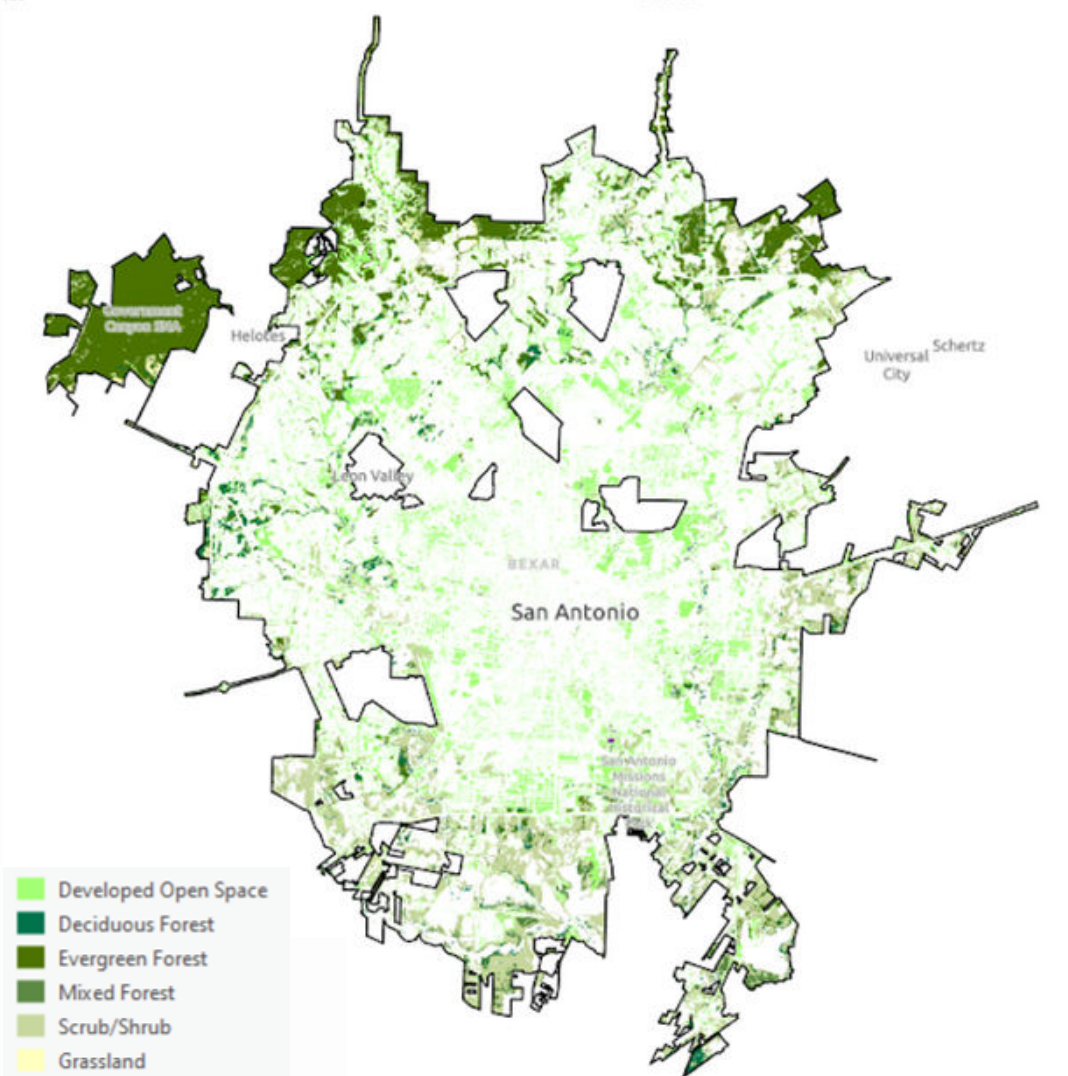 Government
Canyon SNA
Helotes
Universal
City
Schertz
Leon Valley
BEXAR
San Antonio
San Antonio
Missions
National
Historical
Park
Developed Open Space
Deciduous Forest
Evergreen Forest
Mixed Forest
Scrub/Shrub
Grassland